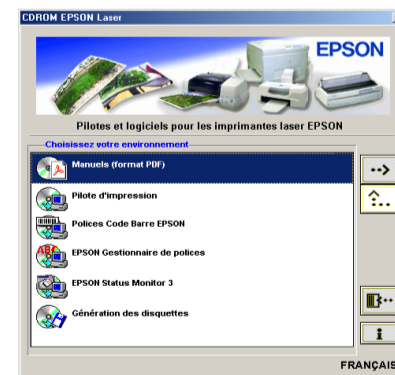 CDROM EPSON Laser
EPSON
Pilotes et logiciels pour les imprimantes laser EPSON
Choisissez votre environnement
Manuels (format PDF)
Pilote d'impression
Polices Code Barre EPSON
EPSON Gestionnaire de polices
EPSON Status Monitor 3
Génération des disquettes
FRANÇAIS